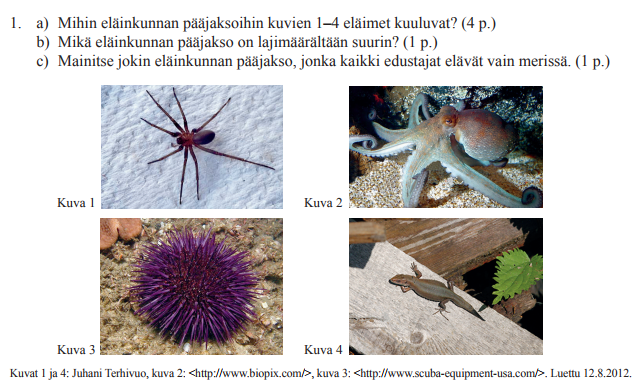 1. a) Mihin eläinkunnan pääjaksoihin kuvien 1–4 eläimet kuuluvat? (4 p.)
b) Mikä eläinkunnan pääjakso on lajimäärältään suurin? (1 p.)
c) Mainitse jokin eläinkunnan pääjakso, jonka kaikki edustajat elävät vain merissä. (1 p.)
Kuva 1
Kuva 2
Kuva 3
Kuva 4
Kuvat 1 ja 4: Juhani Terhivuo, kuva 2: <http://www.biopix.com/>, kuva 3: <http://www.scuba-equipment-usa.com/>. Luettu 12.8.2012.